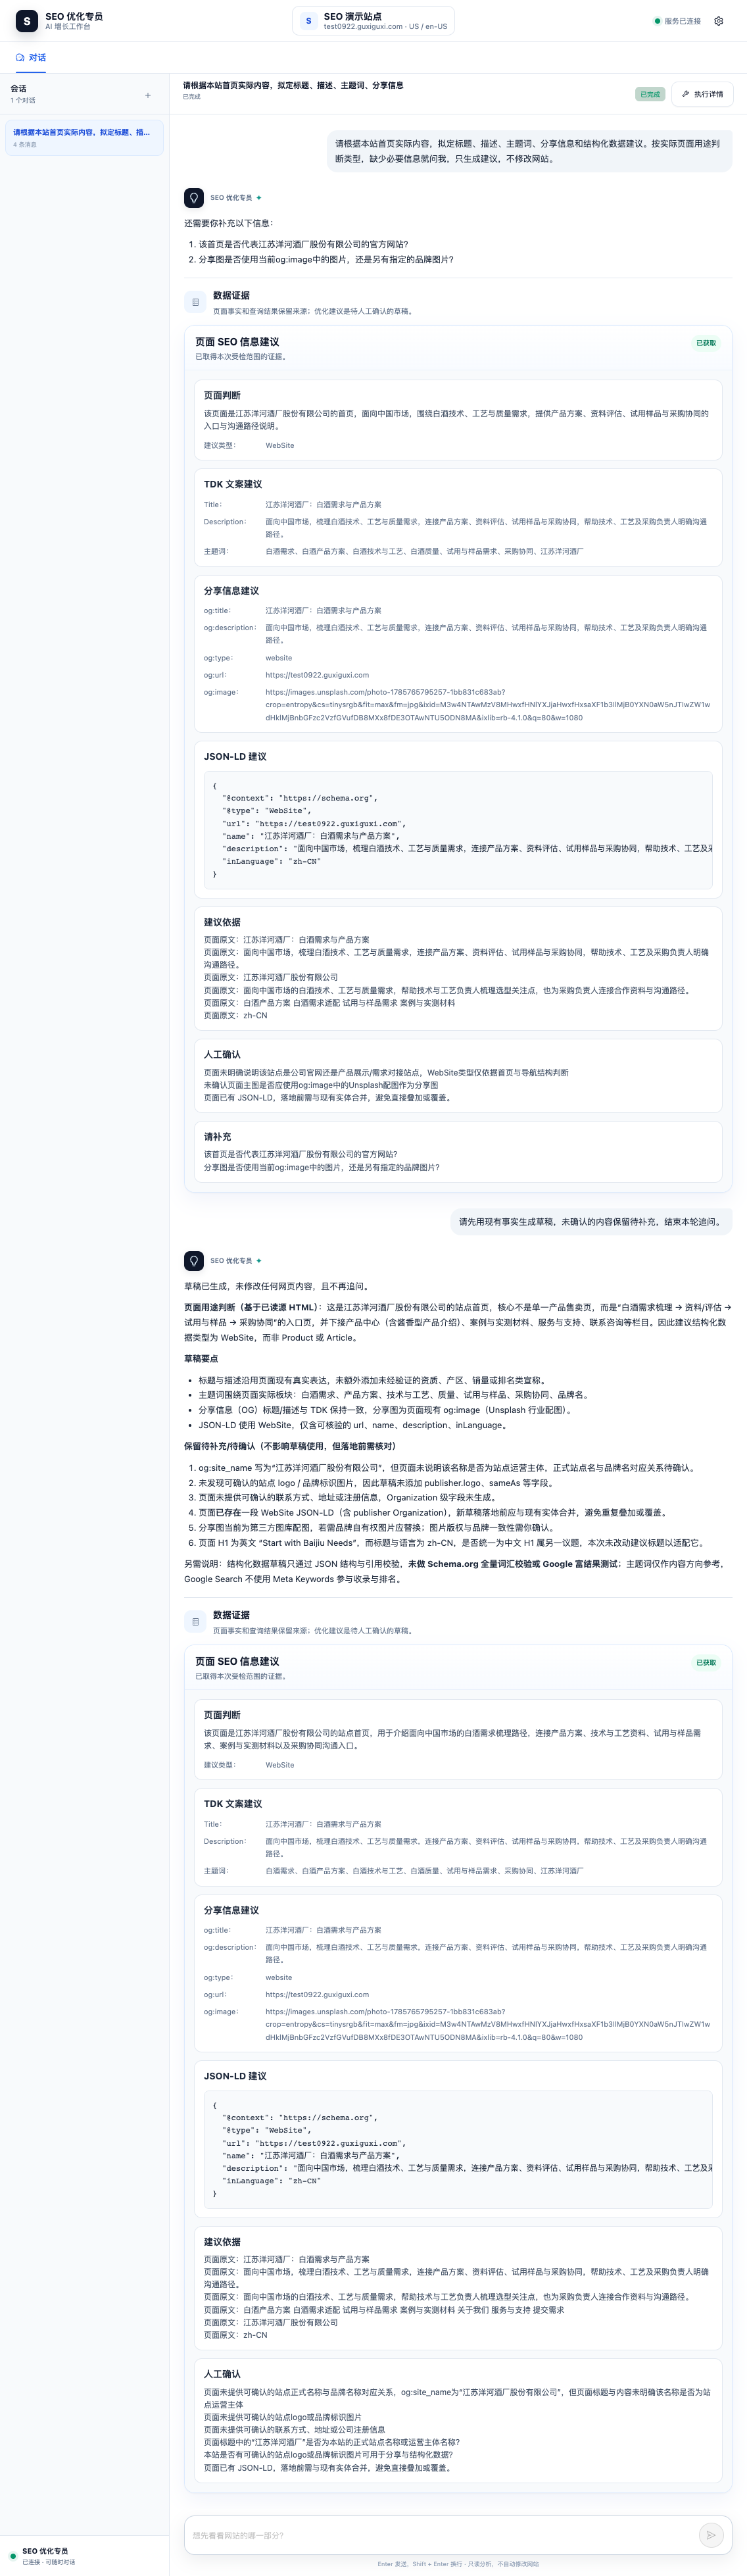 S
SEO 优化专员
AI 增长工作台
S
SEO 演示站点
test0922.guxiguxi.com · US / en-US
服务已连接
对话
会话
1 个对话
+
请根据本站首页实际内容，拟定标题、描...
4 条消息
请根据本站首页实际内容，拟定标题、描述、主题词、分享信息
已完成
已完成
执行详情
请根据本站首页实际内容，拟定标题、描述、主题词、分享信息和结构化数据建议。按实际页面用途判
断类型，缺少必要信息就问我，只生成建议，不修改网站。
SEO 优化专员
还需要你补充以下信息：
1. 该首页是否代表江苏洋河酒厂股份有限公司的官方网站？
2. 分享图是否使用当前og:image中的图片，还是另有指定的品牌图片？
数据证据
页面事实和查询结果保留来源；优化建议是待人工确认的草稿。
页面 SEO 信息建议
已取得本次受检范围的证据。
已获取
页面判断
该页面是江苏洋河酒厂股份有限公司的首页，面向中国市场，围绕白酒技术、工艺与质量需求，提供产品方案、资料评估、试用样品与采购协同的
入口与沟通路径说明。
建议类型： WebSite
TDK 文案建议
Title： 江苏洋河酒厂：白酒需求与产品方案
Description： 面向中国市场，梳理白酒技术、工艺与质量需求，连接产品方案、资料评估、试用样品与采购协同，帮助技术、工艺及采购负责人明确沟通
路径。
主题词： 白酒需求、白酒产品方案、白酒技术与工艺、白酒质量、试用与样品需求、采购协同、江苏洋河酒厂
分享信息建议
og:title： 江苏洋河酒厂：白酒需求与产品方案
og:description： 面向中国市场，梳理白酒技术、工艺与质量需求，连接产品方案、资料评估、试用样品与采购协同，帮助技术、工艺及采购负责人明确沟通
路径。
og:type： website
og:url： https://test0922.guxiguxi.com
og:image： https://images.unsplash.com/photo-1785765795257-1bb831c683ab?
JSON-LD 建议
{
"@context": "https://schema.org",
"@type": "WebSite",
"url": "https://test0922.guxiguxi.com",
"name": "江苏洋河酒厂：白酒需求与产品方案",
"description": "面向中国市场，梳理白酒技术、工艺与质量需求，连接产品方案、资料评估、试用样品与采购协同，帮助技术、工艺及采
"inLanguage": "zh-CN"
}
建议依据
页面原文：江苏洋河酒厂：白酒需求与产品方案
页面原文：面向中国市场，梳理白酒技术、工艺与质量需求，连接产品方案、资料评估、试用样品与采购协同，帮助技术、工艺及采购负责人明确
沟通路径。
页面原文：江苏洋河酒厂股份有限公司
页面原文：面向中国市场的白酒技术、工艺与质量需求，帮助技术与工艺负责人梳理选型关注点，也为采购负责人连接合作资料与沟通路径。
页面原文：白酒产品方案 白酒需求适配 试用与样品需求 案例与实测材料
页面原文：zh-CN
人工确认
页面未明确说明该站点是公司官网还是产品展示/需求对接站点，WebSite类型仅依据首页与导航结构判断
未确认页面主图是否应使用og:image中的Unsplash配图作为分享图
页面已有 JSON-LD，落地前需与现有实体合并，避免直接叠加或覆盖。
请补充
该首页是否代表江苏洋河酒厂股份有限公司的官方网站?
分享图是否使用当前og:image中的图片，还是另有指定的品牌图片?
请先用现有事实生成草稿，未确认的内容保留待补充，结束本轮追问。
SEO 优化专员
草稿已生成，未修改任何网页内容，且不再追问。
页面用途判断（基于已读源 HTML）：这是江苏洋河酒厂股份有限公司的站点首页，核心不是单一产品售卖页，而是“白酒需求梳理 → 资料/评估 →
试用与样品 → 采购协同”的入口页，并下接产品中心（含酱香型产品介绍）、案例与实测材料、服务与支持、联系咨询等栏目。因此建议结构化数
据类型为 WebSite，而非 Product 或 Article。
草稿要点
• 标题与描述沿用页面现有真实表达，未额外添加未经验证的资质、产区、销量或排名类宣称。
• 主题词围绕页面实际板块：白酒需求、产品方案、技术与工艺、质量、试用与样品、采购协同、品牌名。
• 分享信息（OG）标题/描述与 TDK 保持一致，分享图为页面现有 og:image（Unsplash 行业配图）。
• JSON-LD 使用 WebSite，仅含可核验的 url、name、description、inLanguage。
保留待补充/待确认（不影响草稿使用，但落地前需核对）
1. og:site_name 写为“江苏洋河酒厂股份有限公司”，但页面未说明该名称是否为站点运营主体，正式站点名与品牌名对应关系待确认。
2. 未发现可确认的站点 logo / 品牌标识图片，因此草稿未添加 publisher.logo、sameAs 等字段。
3. 页面未提供可确认的联系方式、地址或注册信息，Organization 级字段未生成。
4. 页面已存在一段 WebSite JSON-LD（含 publisher Organization），新草稿落地前应与现有实体合并，避免重复叠加或覆盖。
5. 分享图当前为第三方图库配图，若需品牌自有权图片应替换；图片版权与品牌一致性需你确认。
6. 页面 H1 为英文 “Start with Baijiu Needs”，而标题与语言为 zh-CN，是否统一为中文 H1 属另一议题，本次未改动建议标题以适配它。
另需说明：结构化数据草稿只通过 JSON 结构与引用校验，未做 Schema.org 全量词汇校验或 Google 富结果测试；主题词仅作内容方向参考，
Google Search 不使用 Meta Keywords 参与收录与排名。
数据证据
页面事实和查询结果保留来源；优化建议是待人工确认的草稿。
页面 SEO 信息建议
已取得本次受检范围的证据。
已获取
页面判断
该页面是江苏洋河酒厂股份有限公司的站点首页，用于介绍面向中国市场的白酒需求梳理路径，连接产品方案、技术与工艺资料、试用与样品需
求、案例与实测材料以及采购协同沟通入口。
建议类型： WebSite
TDK 文案建议
Title： 江苏洋河酒厂：白酒需求与产品方案
Description： 面向中国市场，梳理白酒技术、工艺与质量需求，连接产品方案、资料评估、试用样品与采购协同，帮助技术、工艺及采购负责人明确沟通
路径。
主题词： 白酒需求、白酒产品方案、白酒技术与工艺、白酒质量、试用与样品需求、采购协同、江苏洋河酒厂
分享信息建议
og:title： 江苏洋河酒厂：白酒需求与产品方案
og:description： 面向中国市场，梳理白酒技术、工艺与质量需求，连接产品方案、资料评估、试用样品与采购协同，帮助技术、工艺及采购负责人明确沟通
路径。
og:type： website
og:url： https://test0922.guxiguxi.com
og:image： https://images.unsplash.com/photo-1785765795257-1bb831c683ab?
JSON-LD 建议
{
"@context": "https://schema.org",
"@type": "WebSite",
"url": "https://test0922.guxiguxi.com",
"name": "江苏洋河酒厂：白酒需求与产品方案",
"description": "面向中国市场，梳理白酒技术、工艺与质量需求，连接产品方案、资料评估、试用样品与采购协同，帮助技术、工艺及采
"inLanguage": "zh-CN"
}
建议依据
页面原文：江苏洋河酒厂：白酒需求与产品方案
页面原文：面向中国市场，梳理白酒技术、工艺与质量需求，连接产品方案、资料评估、试用样品与采购协同，帮助技术、工艺及采购负责人明确
沟通路径。
页面原文：面向中国市场的白酒技术、工艺与质量需求，帮助技术与工艺负责人梳理选型关注点，也为采购负责人连接合作资料与沟通路径。
页面原文：白酒产品方案 白酒需求适配 试用与样品需求 案例与实测材料 关于我们 服务与支持 提交需求
页面原文：江苏洋河酒厂股份有限公司
页面原文：zh-CN
人工确认
页面未提供可确认的站点正式名称与品牌名称对应关系，og:site_name为“江苏洋河酒厂股份有限公司”，但页面标题与内容未明确该名称是否为站
点运营主体
页面未提供可确认的站点logo或品牌标识图片
页面未提供可确认的联系方式、地址或公司注册信息
页面标题中的“江苏洋河酒厂”是否为本站的正式站点名称或运营主体名称?
本站是否有可确认的站点logo或品牌标识图片可用于分享与结构化数据?
页面已有 JSON-LD，落地前需与现有实体合并，避免直接叠加或覆盖。
想先看看网站的哪一部分？
Enter 发送，Shift + Enter 换行 · 只读分析，不自动修改网站
SEO 优化专员
已连接 · 可随时对话